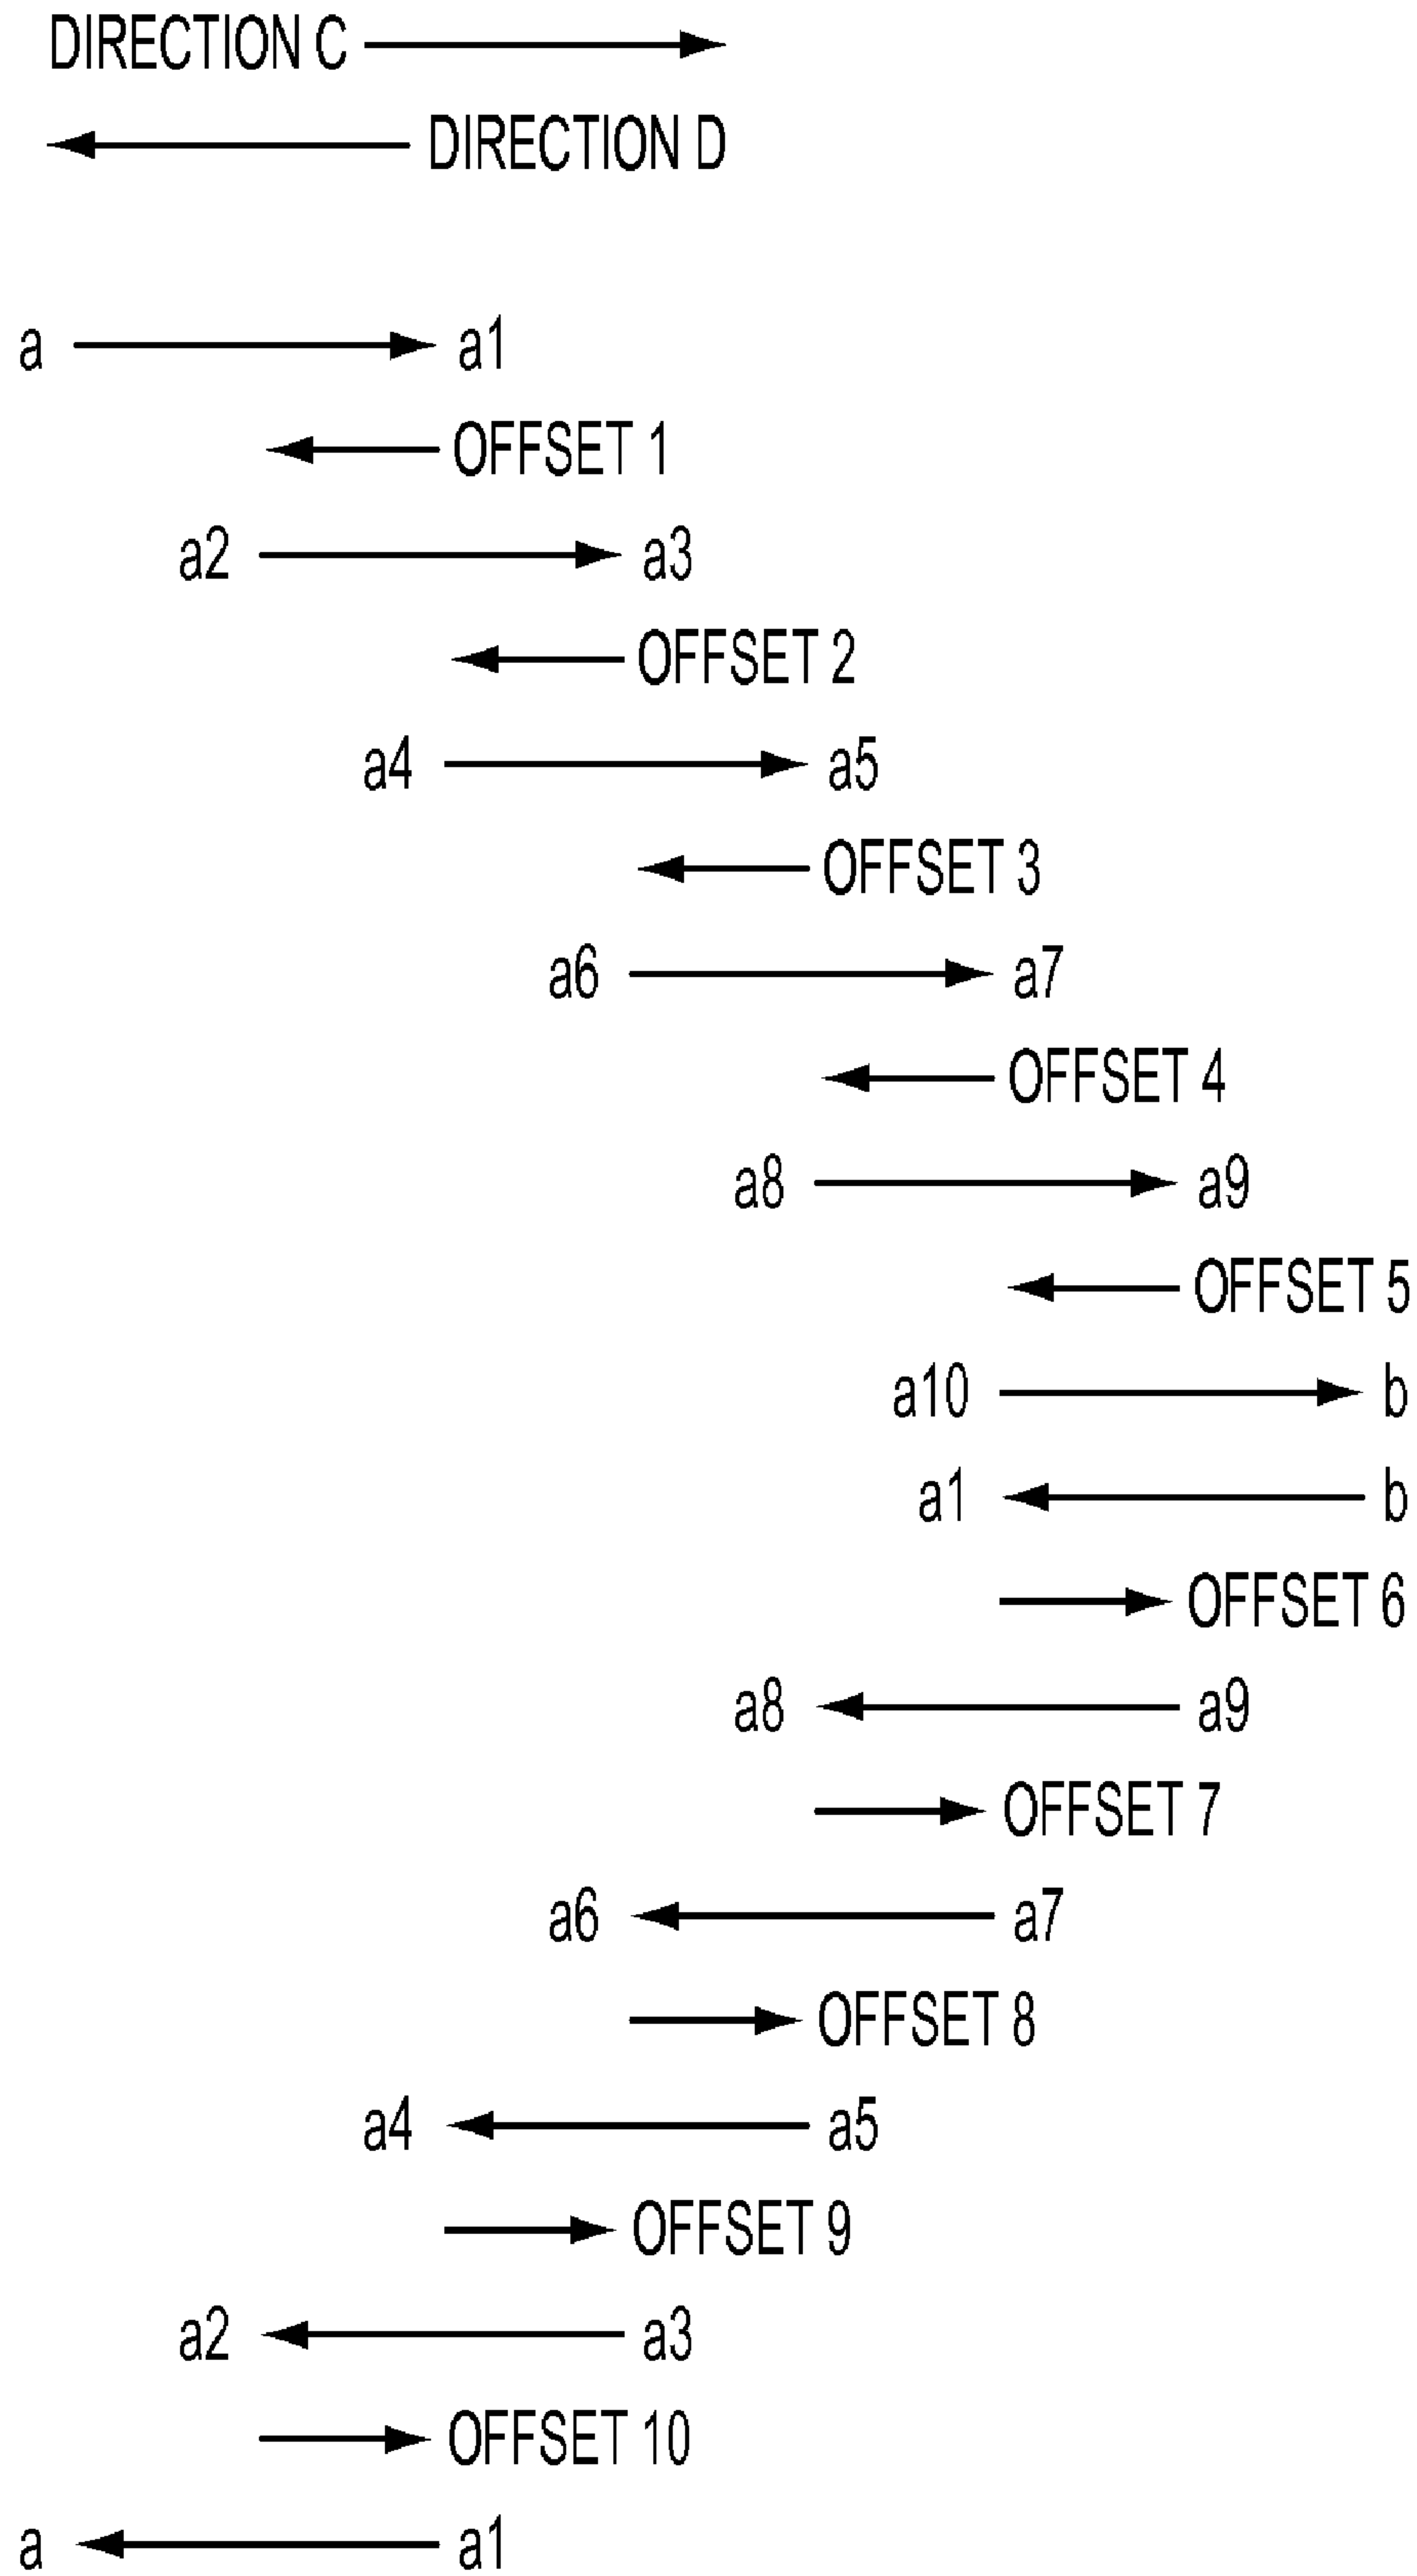 DIRECTION C
DIRECTION D
a a1
OFFSET 1
a2 a3
OFFSET 2
a4 a5
OFFSET 3
a6 a7
OFFSET 4
a8 a9
OFFSET 5
a10 b
a1 b
OFFSET 6
a8 a9
OFFSET 7
a6 a7
OFFSET 8
a4 a5
OFFSET 9
a2 a3
OFFSET 10
a a1